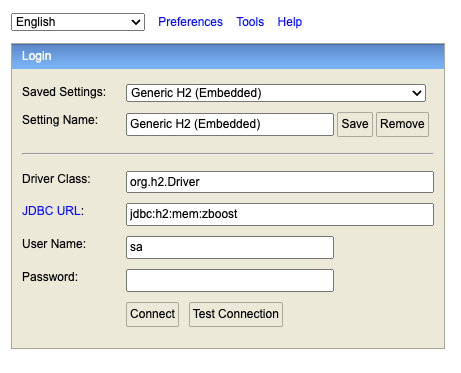 English Preferences Tools Help
Login
Saved Settings: Generic H2 (Embedded)
Setting Name: Generic H2 (Embedded) Save Remove
Driver Class: org.h2.Driver
JDBC URL: jdbc:h2:mem:zboost
User Name: sa
Password:
Connect Test Connection